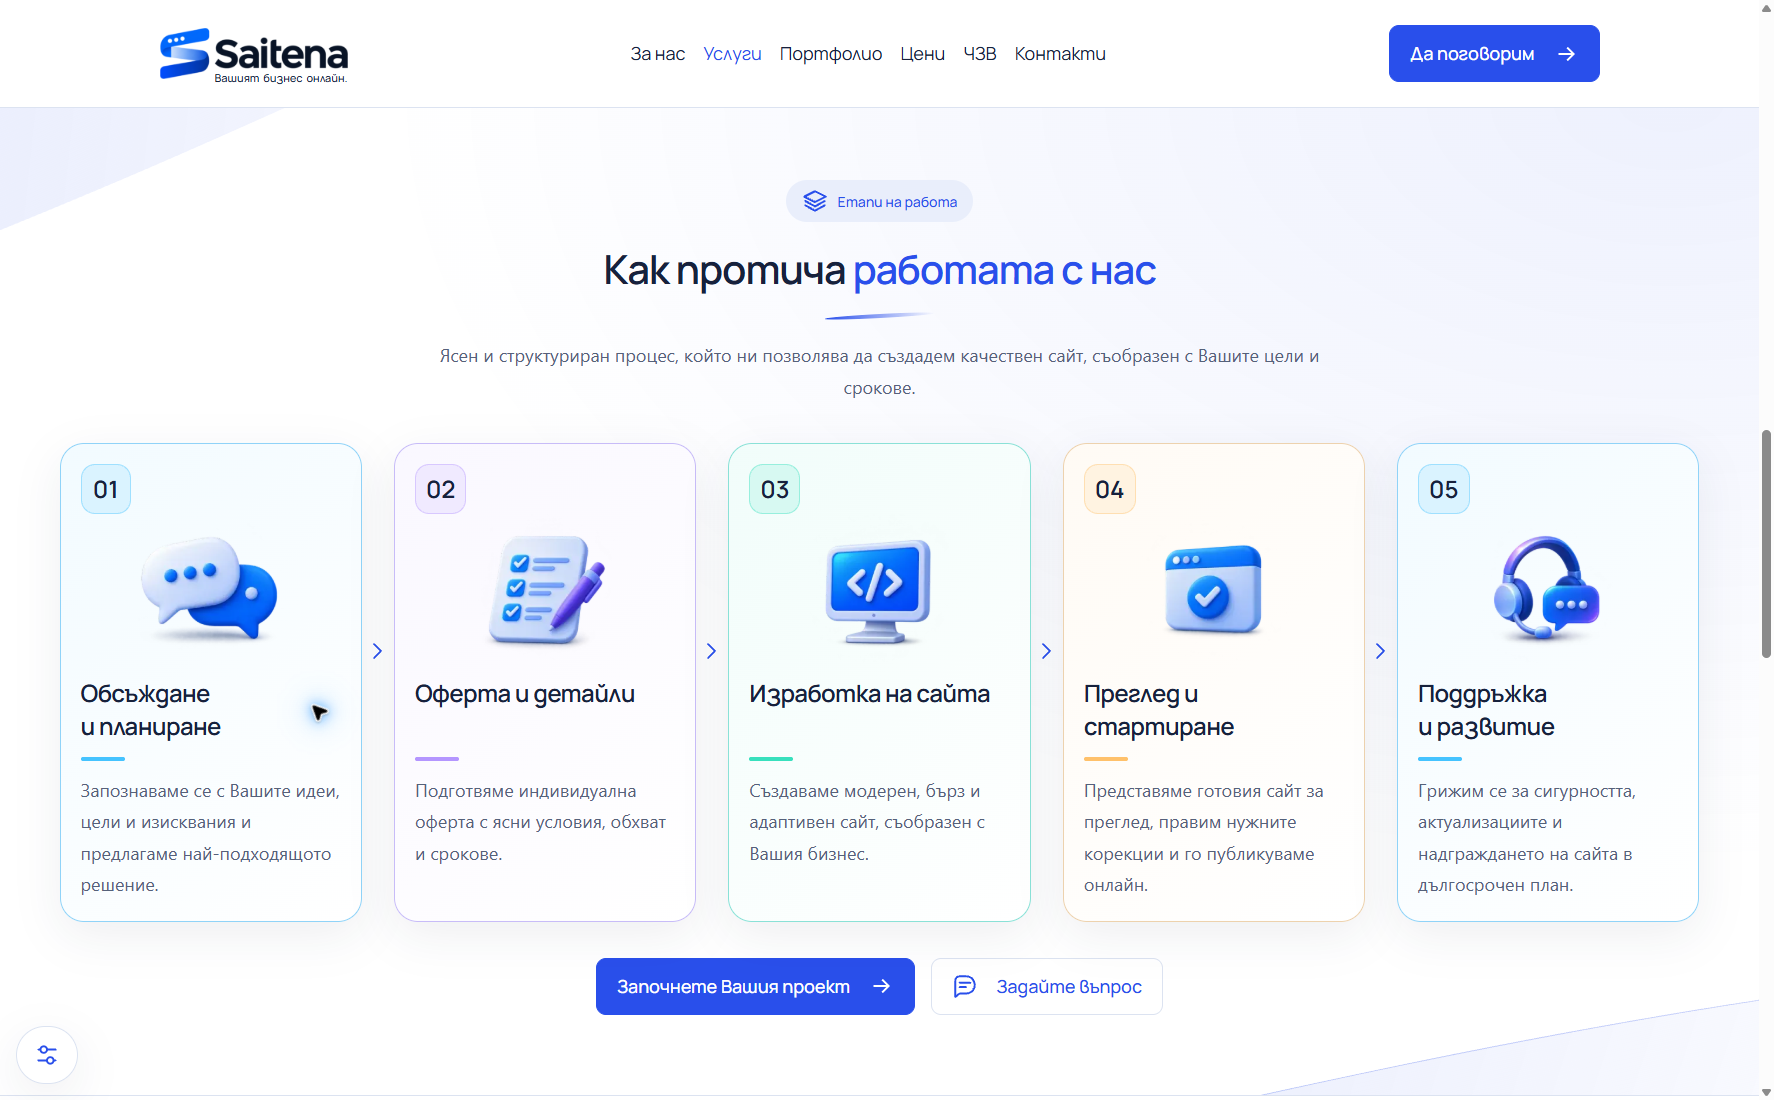 Saitena
Вашият бизнес онлайн.
За нас
Услуги
Портфолио
Цени
ЧЗВ
Контакти
Да поговорим
Етапи на работа
Как протича работата с нас
Ясен и структуриран процес, който ни позволява да създадем качествен сайт, съобразен с Вашите цели и
срокове.
01
Обсъждане
и планиране
Запознаваме се с Вашите идеи,
цели и изисквания и
предлагаме най-подходящото
решение.
02
Оферта и детайли
Подготвяме индивидуална
оферта с ясни условия, обхват
и срокове.
03
Изработка на сайта
Създаваме модерен, бърз и
адаптивен сайт, съобразен с
Вашия бизнес.
04
Преглед и
стартиране
Представяме готовия сайт за
преглед, правим нужните
корекции и го публикуваме
онлайн.
05
Поддръжка
и развитие
Грижим се за сигурността,
актуализациите и
надграждането на сайта в
дългосрочен план.
Започнете Вашия проект
Задайте въпрос